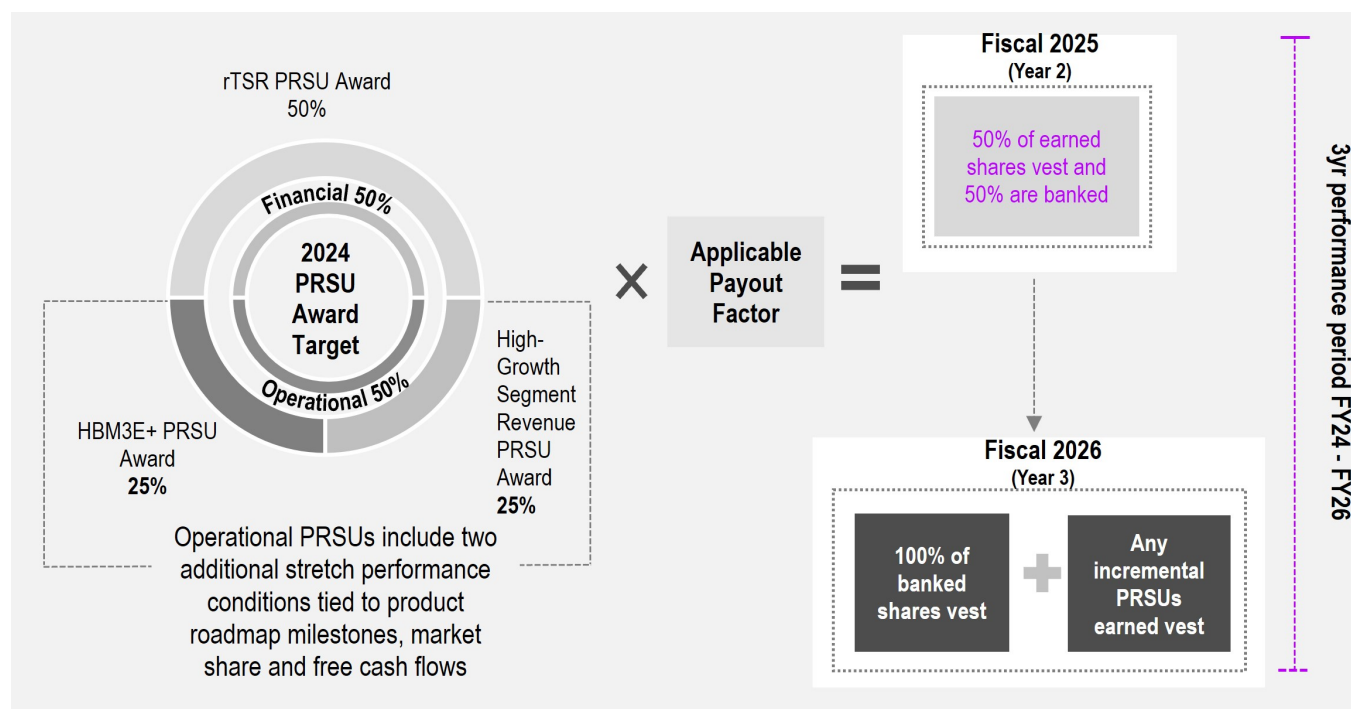 rTSR PRSU Award
50%
Financial 50%
2024
PRSU
Award
Target
Operational 50%
HBM3E+ PRSU
Award
25%
High-
Growth
Segment
Revenue
PRSU
Award
25%
Operational PRSUs include two
additional stretch performance
conditions tied to product
roadmap milestones, market
share and free cash flows
×
Applicable
Payout
Factor
=
Fiscal 2025
(Year 2)
50% of earned
shares vest and
50% are banked
Fiscal 2026
(Year 3)
100% of
banked
shares vest
+
Any
incremental
PRSUs
earned vest
3yr performance period FY24 - FY26